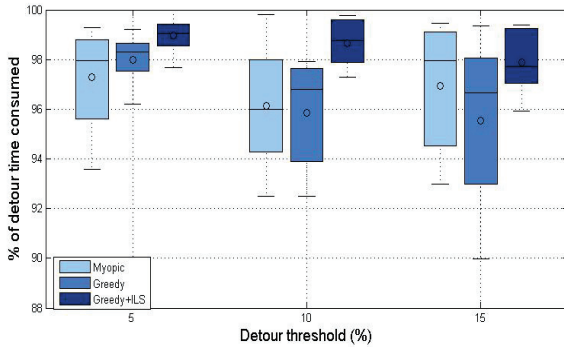 % of detour time consumed
100
98
96
94
92
90
88
Myopic
Greedy
Greedy+ILS
5
10
15
Detour threshold (%)